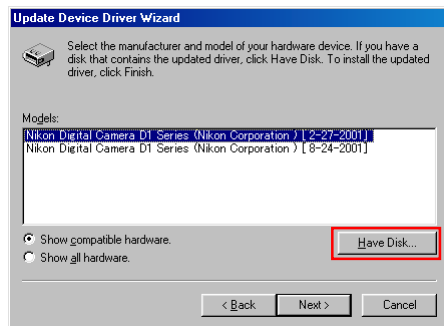 Update Device Driver Wizard
Select the manufacturer and model of your hardware device. If you have a
disk that contains the updated driver, click Have Disk. To install the updated
driver, click Finish.
Models:
Nikon Digital Camera D1 Series (Nikon Corporation ) [ 2-27-2001]
Nikon Digital Camera D1 Series (Nikon Corporation ) [ 8-24-2001]
Show compatible hardware.
Have Disk...
Show all hardware.
< Back
Next >
Cancel